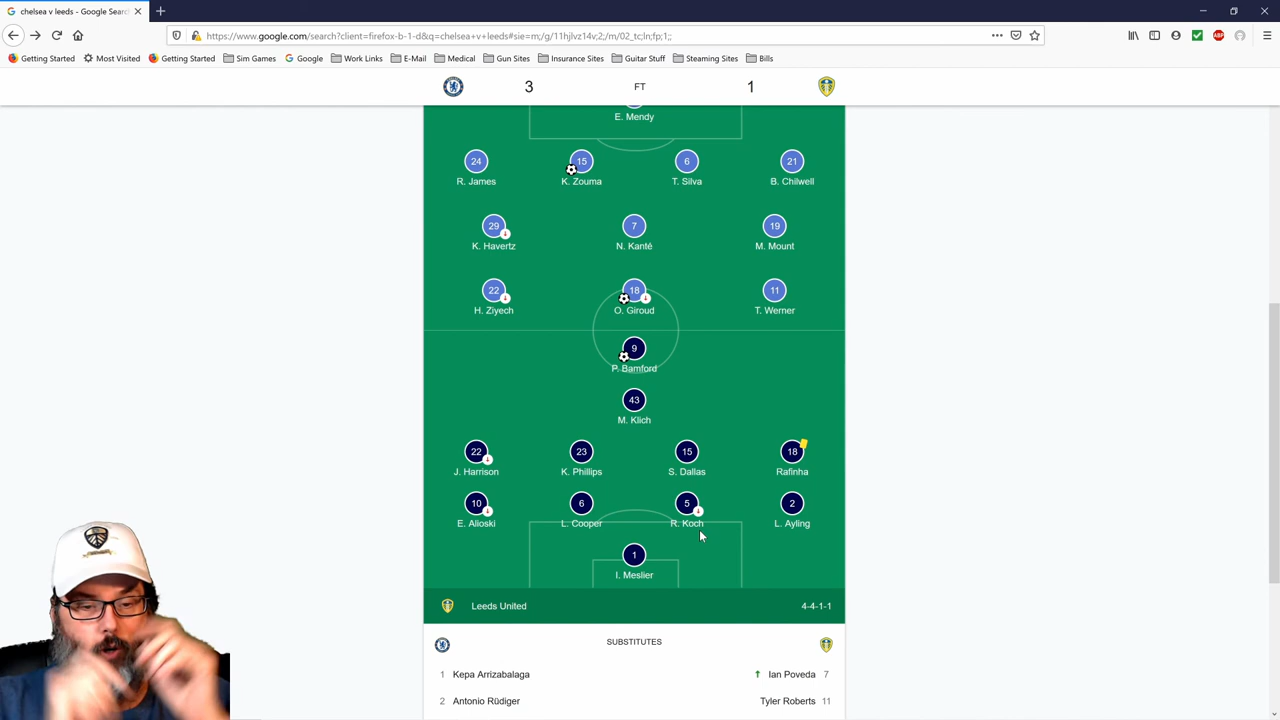 chelsea v leeds - Google Search
https://www.google.com/search?client=firefox-b-1-d&q=chelsea+v+leeds#sie=m;/g/11hjlvz14v;2;/m/02_tc;ln;fp;1;;
Getting Started Most Visited Getting Started Sim Games Google Work Links E-Mail Medical Gun Sites Insurance Sites Guitar Stuff Steaming Sites Bills
3 FT 1
E. Mendy
24 15 6 21
R. James K. Zouma T. Silva B. Chilwell
29 7 19
K. Havertz N. Kanté M. Mount
22 18 11
H. Ziyech O. Giroud T. Werner
9
P. Bamford
43
M. Klich
22 23 15 18
J. Harrison K. Phillips S. Dallas Rafinha
10 6 5 2
E. Alioski L. Cooper R. Koch L. Ayling
1
I. Meslier
Leeds United 4-4-1-1
SUBSTITUTES
1 Kepa Arrizabalaga Ian Poveda 7
2 Antonio Rüdiger Tyler Roberts 11